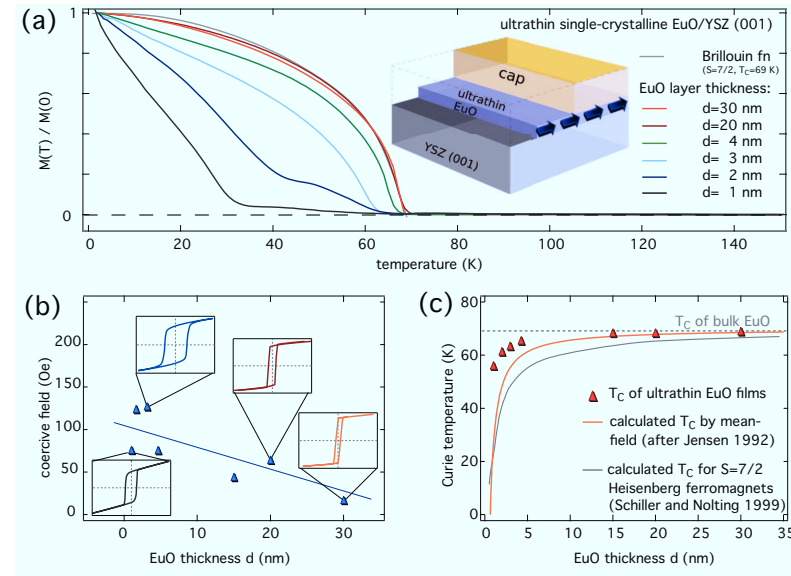 (a)
ultrathin single-crystalline EuO/YSZ (001)
1
0
M(T) / M(0)
0
20
40
60
80
100
120
140
temperature (K)
cap
ultrathin
EuO
YSZ (001)
Brillouin fn
(S=7/2, TC=69 K)
EuO layer thickness:
d=30 nm
d=20 nm
d= 4 nm
d= 3 nm
d= 2 nm
d= 1 nm
(b)
200
150
100
50
0
coercive field (Oe)
0
10
20
30
EuO thickness d (nm)
(c)
80
60
40
20
0
Curie temperature (K)
TC of bulk EuO
TC of ultrathin EuO films
calculated TC by mean-
field (after Jensen 1992)
calculated TC for S=7/2
Heisenberg ferromagnets
(Schiller and Nolting 1999)
0
5
10
15
20
25
30
35
EuO thickness d (nm)